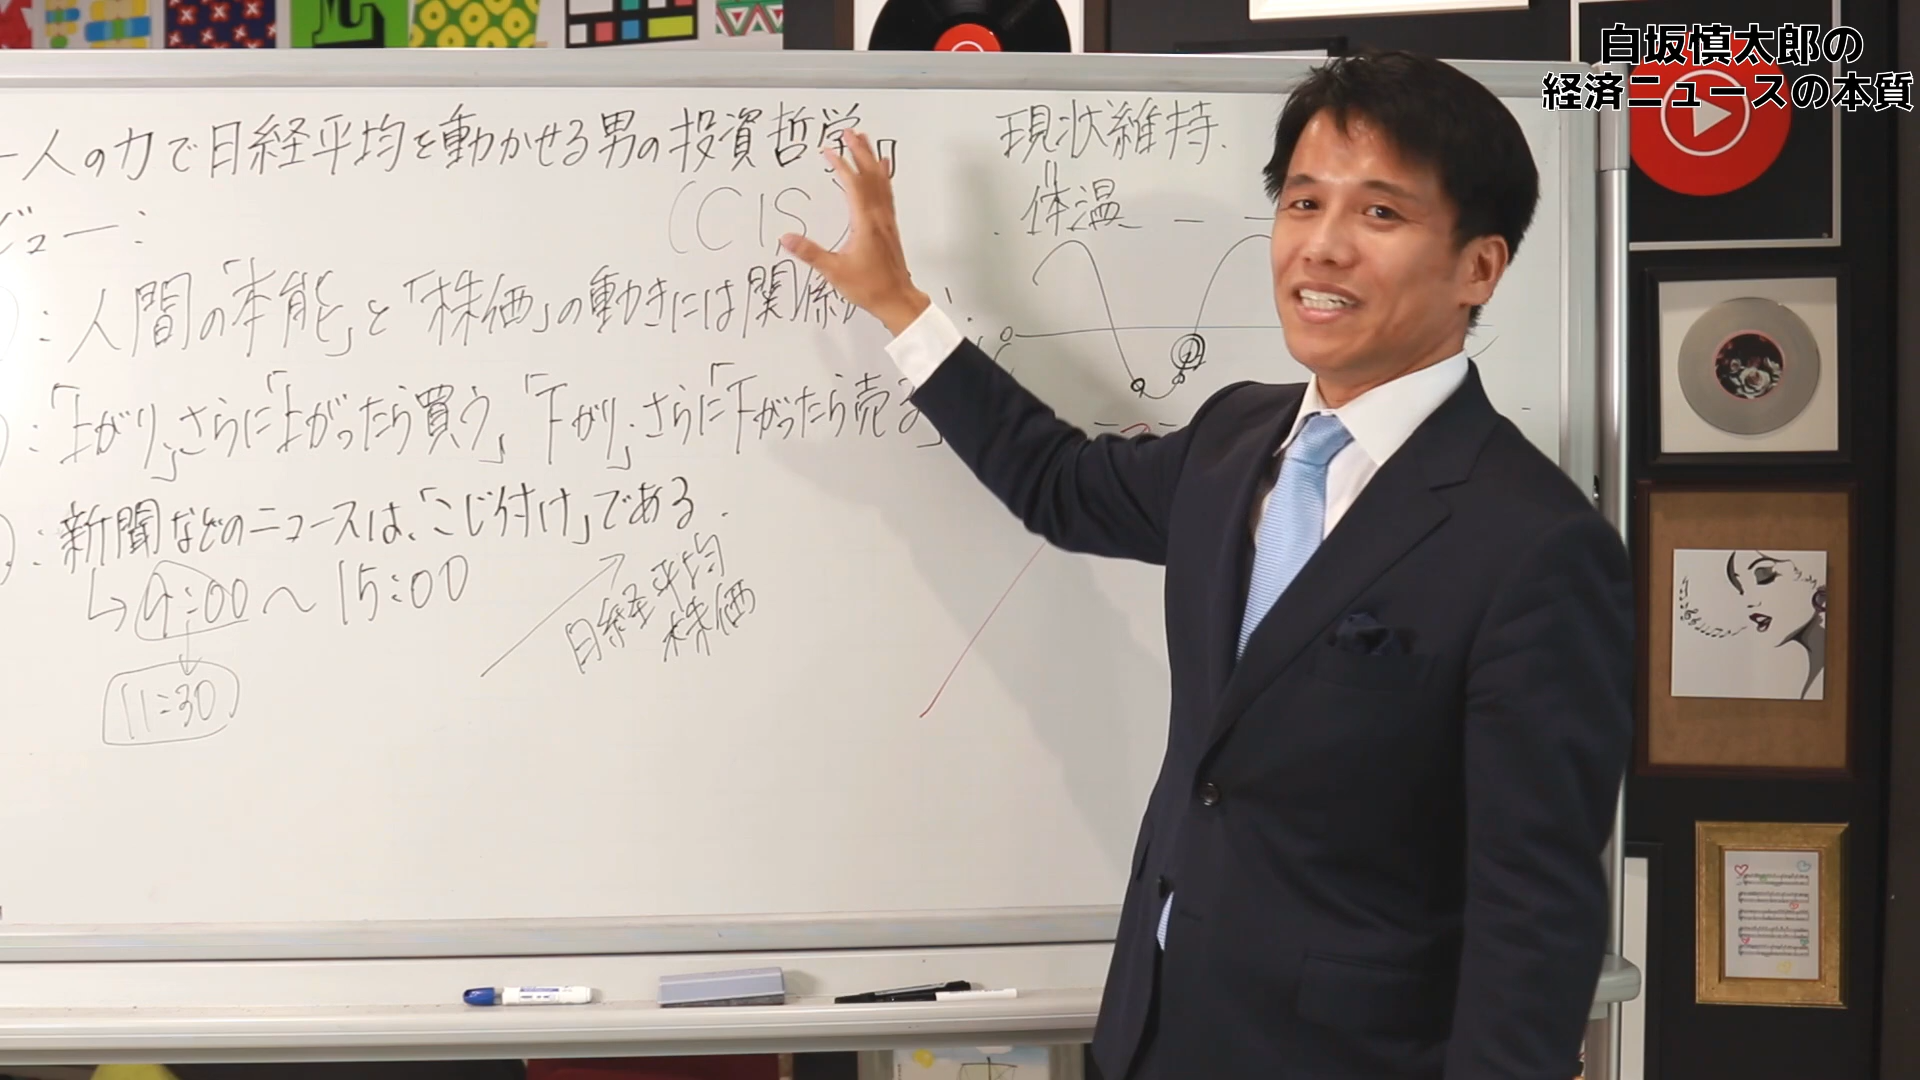 白坂慎太郎の
経済ニュースの本質
一人の力で日経平均を動かせる男の投資哲学』
(CIS)
ビュー:
:人間の「本能」と「株価」の動きには関係
:「上がり」、さらに「上がったら買う」「下がり」、さらに「下がったら売る」
:新聞などのニュースは、「こじ付け」である.
↳ 9:00〜15:00
11:30
日経平均
株価
現状維持.
体温